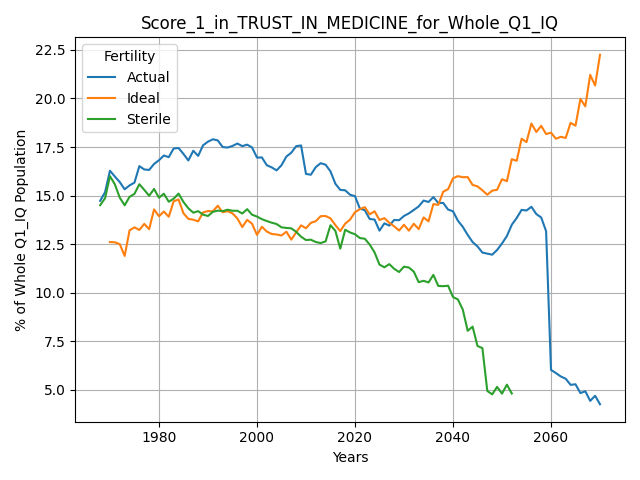 Score_1_in_TRUST_IN_MEDICINE_for_Whole_Q1_IQ
Fertility
Actual
Ideal
Sterile
% of Whole Q1_IQ Population
22.5
20.0
17.5
15.0
12.5
10.0
7.5
5.0
1980
2000
2020
2040
2060
Years